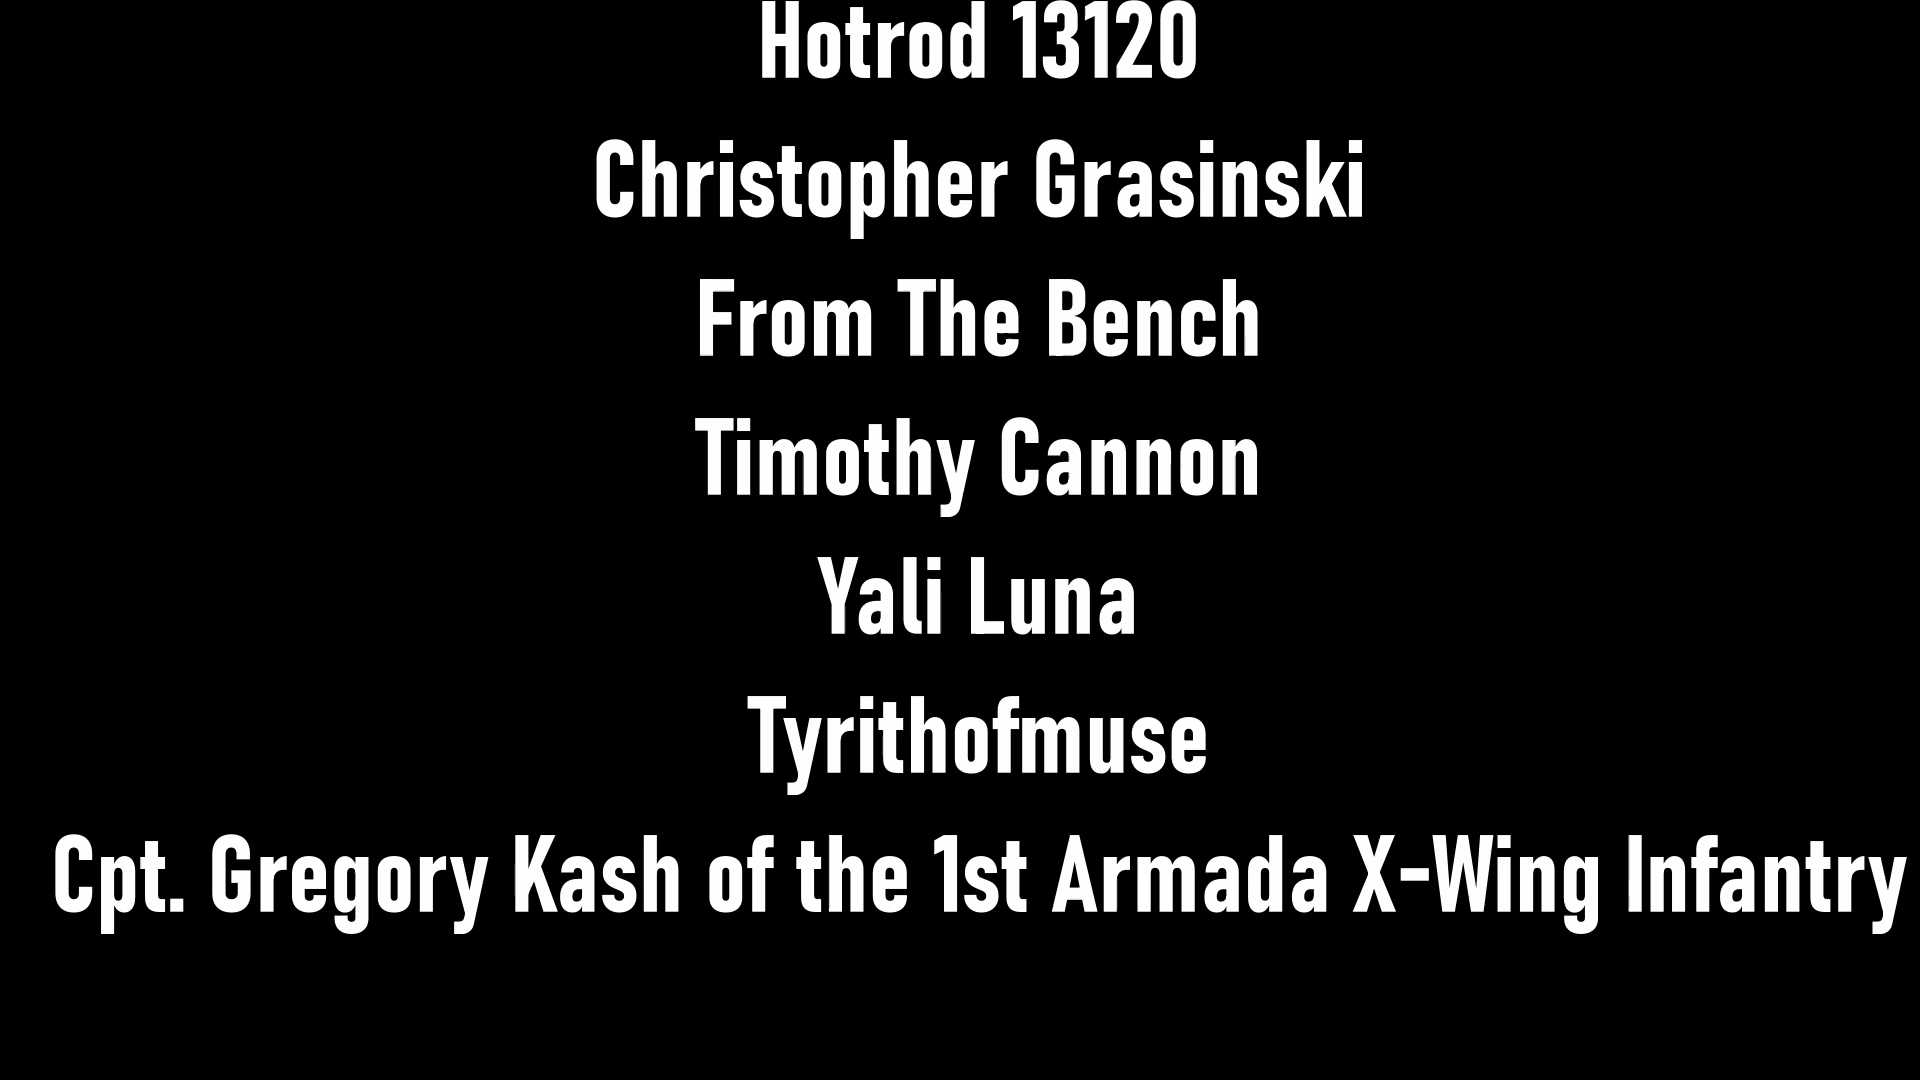 Hotrod 13120
Christopher Grasinski
From The Bench
Timothy Cannon
Yali Luna
Tyrithofmuse
Cpt. Gregory Kash of the 1st Armada X-Wing Infantry